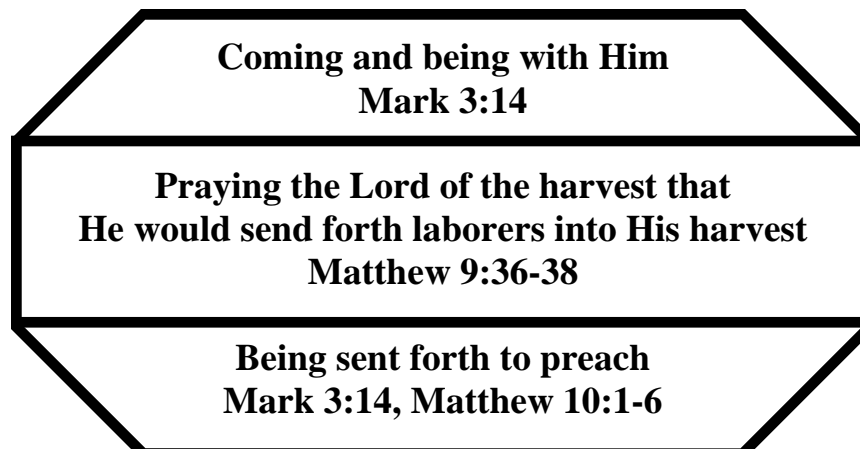 Coming and being with Him
Mark 3:14
Praying the Lord of the harvest that
He would send forth laborers into His harvest
Matthew 9:36-38
Being sent forth to preach
Mark 3:14, Matthew 10:1-6